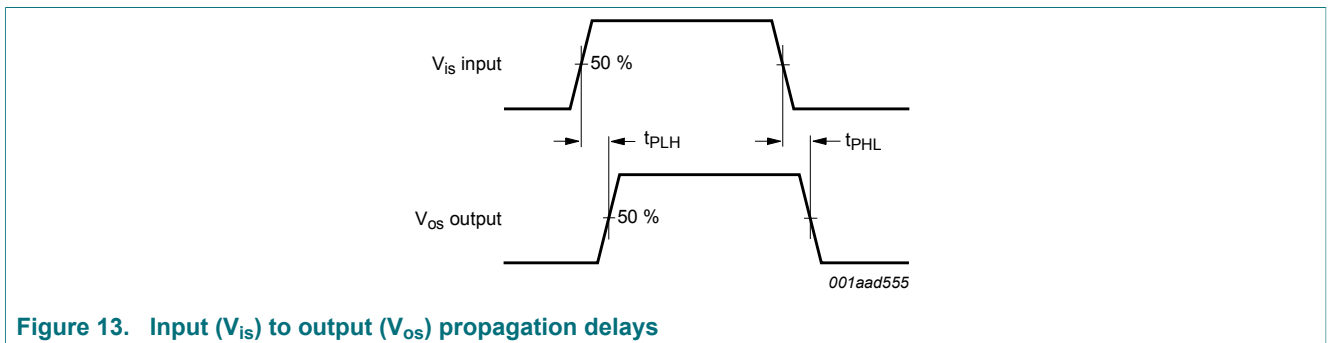 V_is input
50 %
t_PLH
t_PHL
V_os output
50 %
001aad555
Figure 13. Input (V_is) to output (V_os) propagation delays